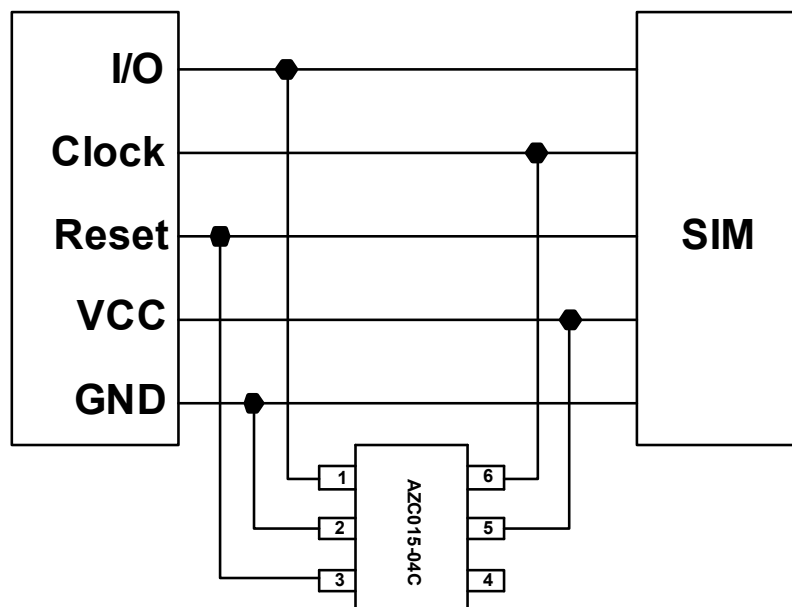 I/O
Clock
Reset
SIM
VCC
GND
1
6
2
5
3
4
AZC015-04C